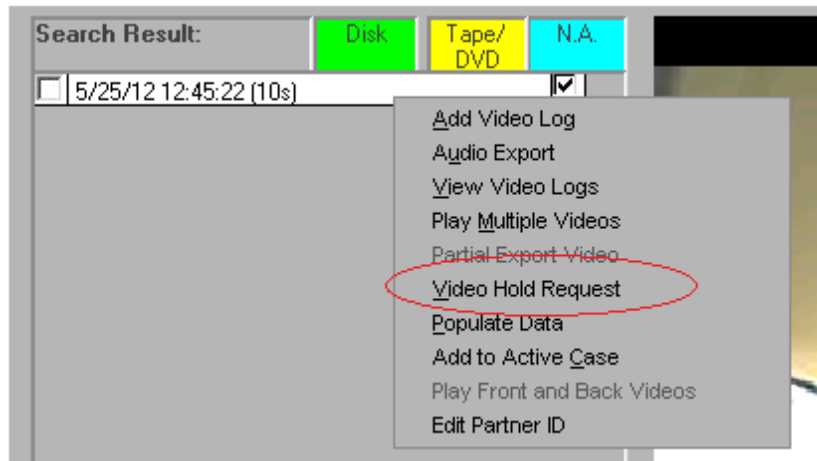 Search Result: Disk Tape/ N.A.
DVD
5/25/12 12:45:22 (10s)
Add Video Log
Audio Export
View Video Logs
Play Multiple Videos
Partial Export Video
Video Hold Request
Populate Data
Add to Active Case
Play Front and Back Videos
Edit Partner ID